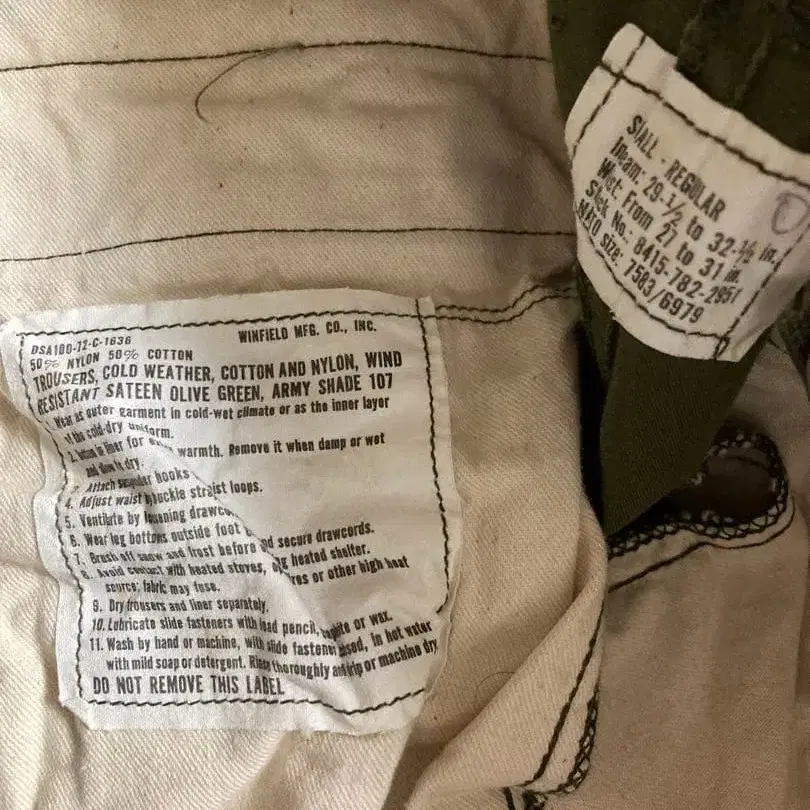 DSA100-72-C-1636
WINFIELD MFG. CO., INC.
50% NYLON 50% COTTON
TROUSERS, COLD WEATHER, COTTON AND NYLON, WIND
RESISTANT SATEEN OLIVE GREEN, ARMY SHADE 107
1. Wear as outer garment in cold-wet climate or as the inner layer
of the cold-dry uniform.
2. liner for warmth. Remove it when damp or wet
and dry.
3. Attach hooks
4. Adjust waist buckle loops.
5. Ventilate by loosening
6. Wear leg bottoms outside foot secure drawcords.
7. Brush off snow and frost before heated shelter.
8. Avoid contact with heated stoves, or other high heat
source; fabric may fuse.
9. Dry trousers and liner separately.
10. Lubricate slide fasteners with lead pencil, or wax.
11. Wash by hand or machine, with slide in hot water
with mild soap or detergent. Rinse thoroughly and drip or machine dry
DO NOT REMOVE THIS LABEL
SMALL - REGULAR
Inseam: 29-½ to 32-½ in.
Waist: From 27 to 31 in.
Stock No.: 8415-782-2951
NATO size: 7583/6979